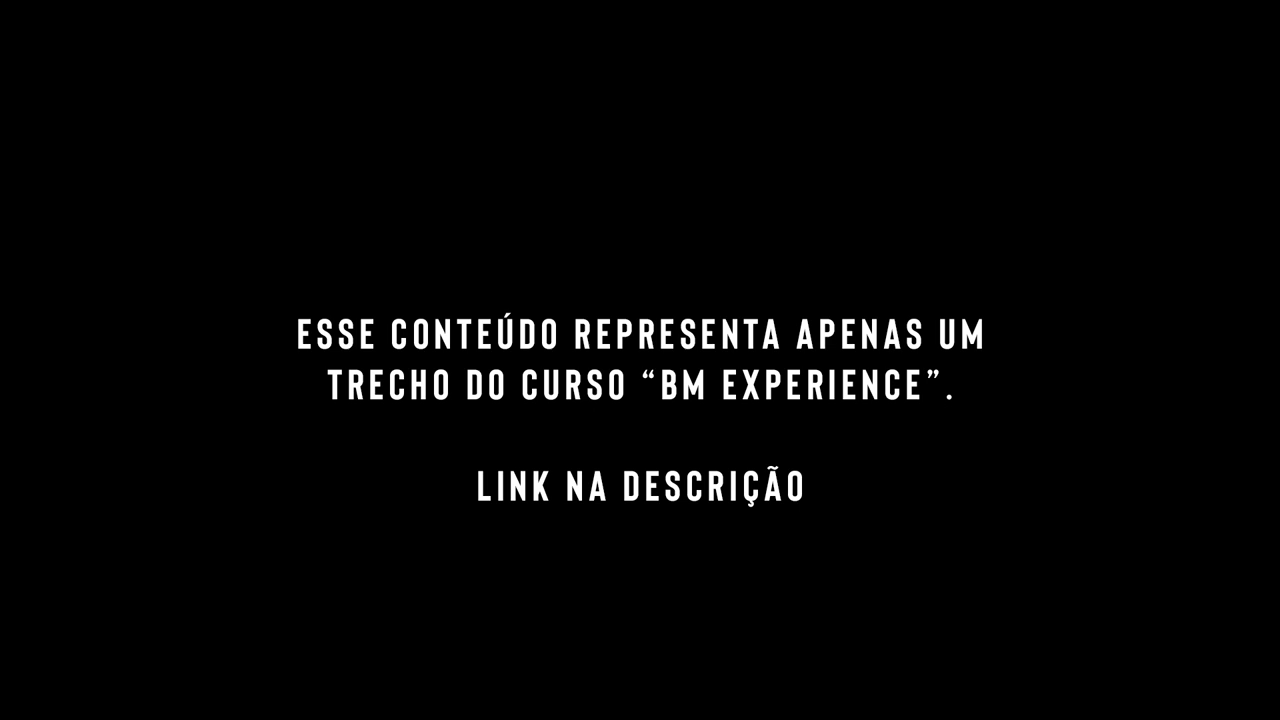 ESSE CONTEÚDO REPRESENTA APENAS UM
TRECHO DO CURSO “BM EXPERIENCE”.
LINK NA DESCRIÇÃO